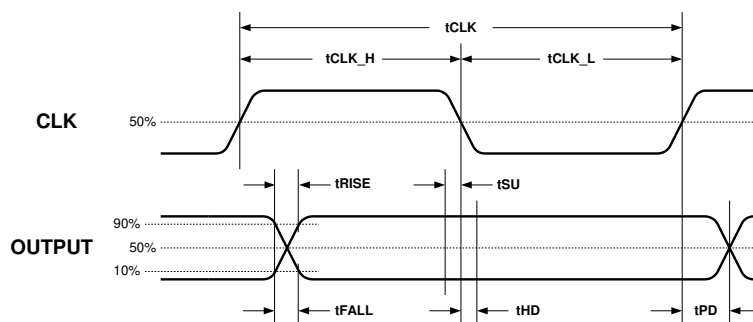 tCLK
tCLK_H
tCLK_L
CLK
50%
tRISE
tSU
90%
OUTPUT
50%
10%
tFALL
tHD
tPD